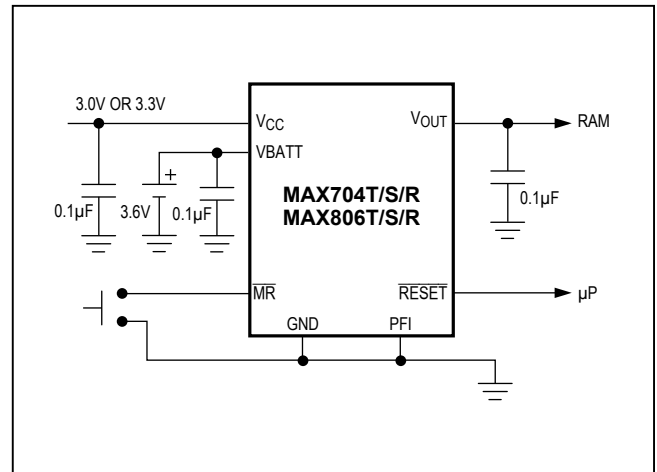 3.0V OR 3.3V
VCC
VOUT
RAM
VBATT
+
MAX704T/S/R
MAX806T/S/R
0.1µF
3.6V
0.1µF
0.1µF
MR
RESET
µP
GND
PFI